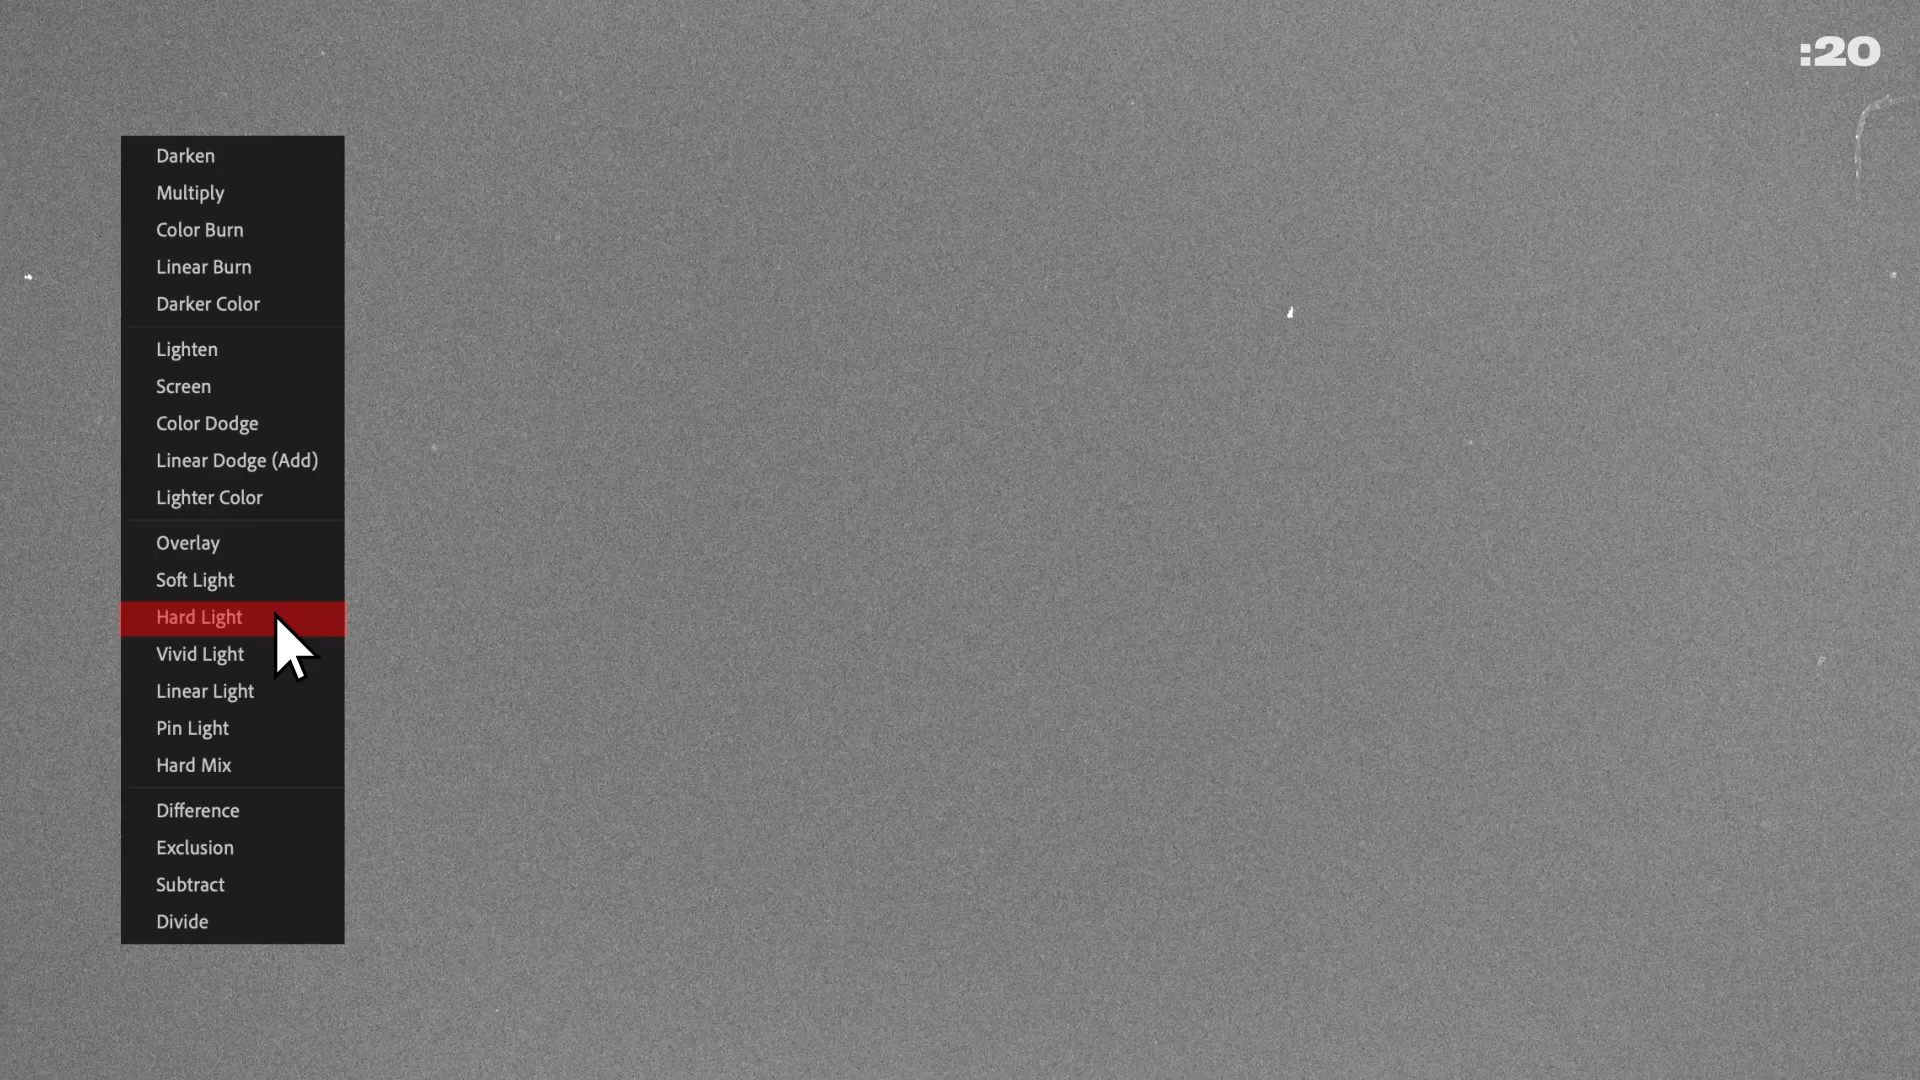 :20
Darken
Multiply
Color Burn
Linear Burn
Darker Color
Lighten
Screen
Color Dodge
Linear Dodge (Add)
Lighter Color
Overlay
Soft Light
Hard Light
Vivid Light
Linear Light
Pin Light
Hard Mix
Difference
Exclusion
Subtract
Divide